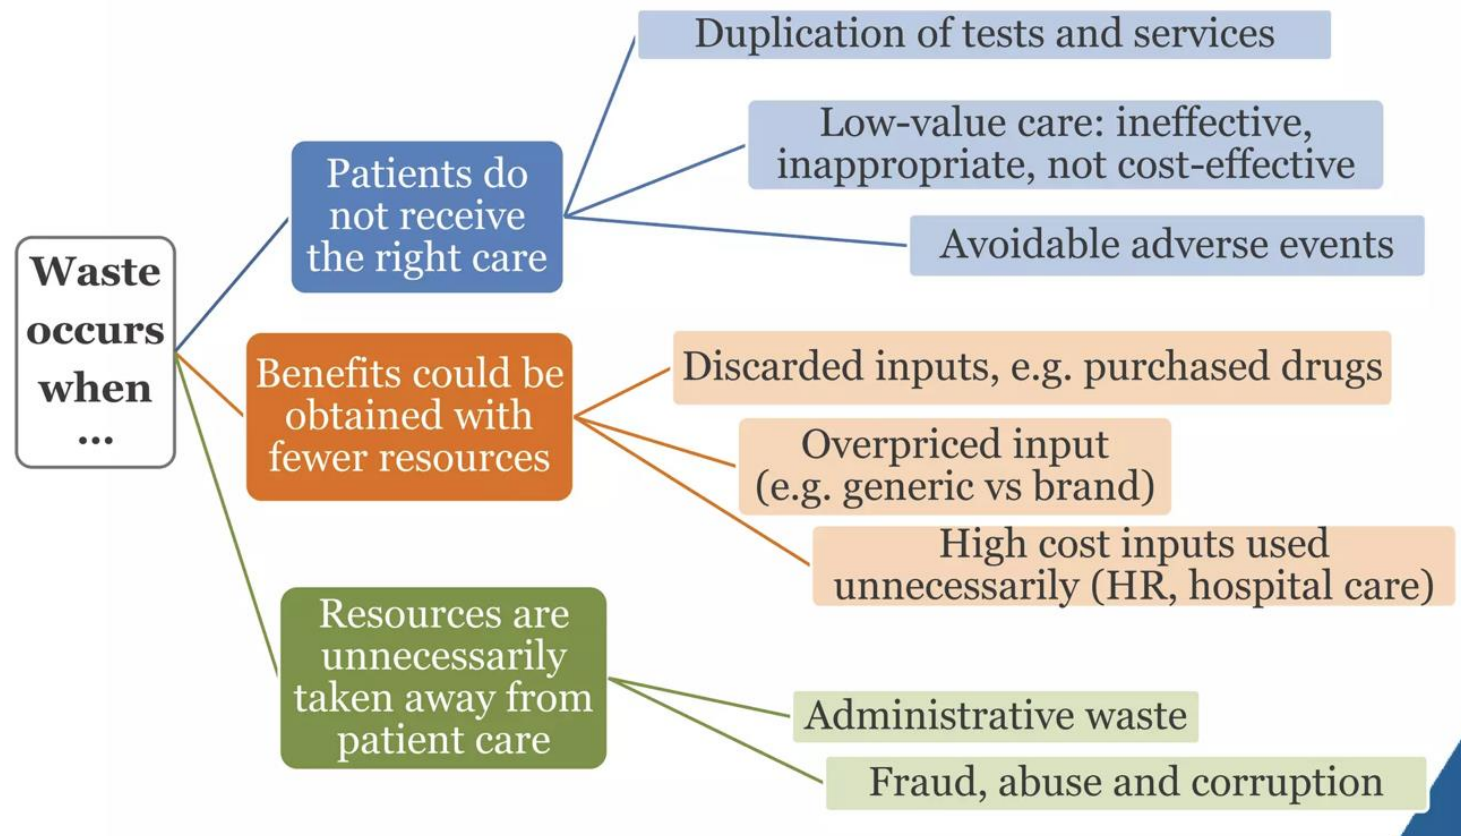 Waste
occurs
when
...
Patients do
not receive
the right care
Duplication of tests and services
Low-value care: ineffective,
inappropriate, not cost-effective
Avoidable adverse events
Benefits could be
obtained with
fewer resources
Discarded inputs, e.g. purchased drugs
Overpriced input
(e.g. generic vs brand)
High cost inputs used
unnecessarily (HR, hospital care)
Resources are
unnecessarily
taken away from
patient care
Administrative waste
Fraud, abuse and corruption